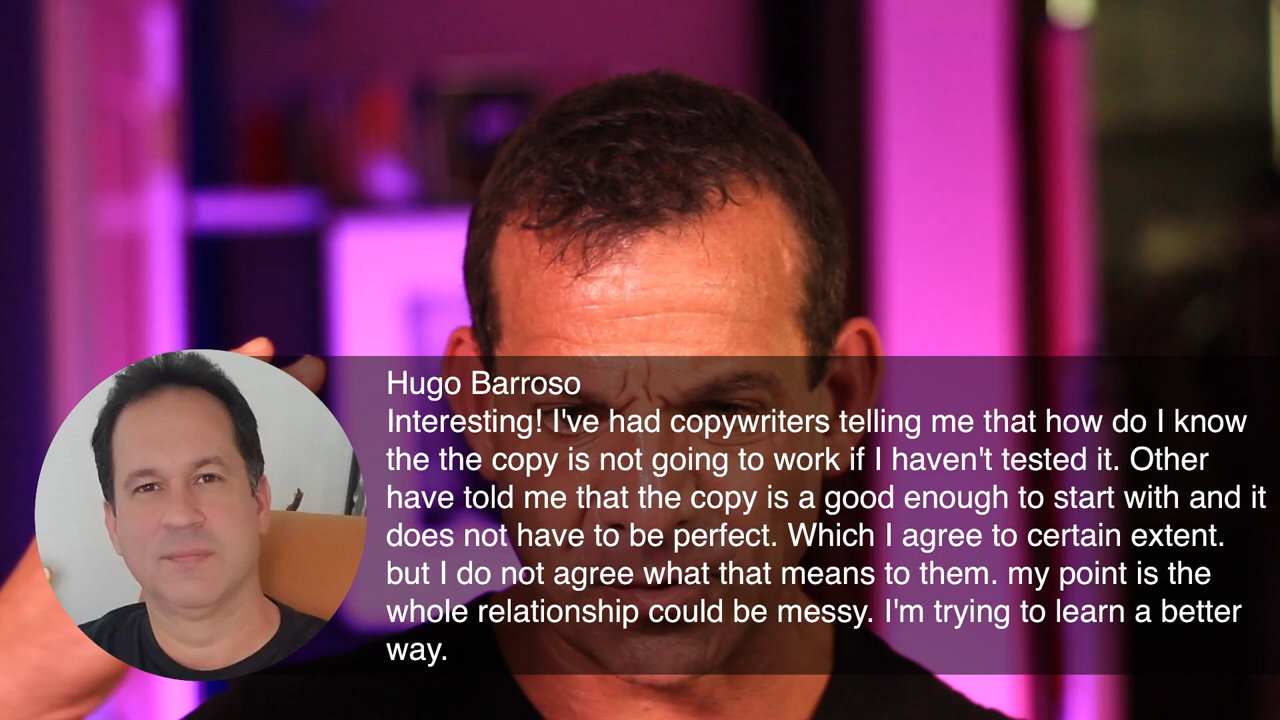 Hugo Barroso
Interesting! I've had copywriters telling me that how do I know
the the copy is not going to work if I haven't tested it. Other
have told me that the copy is a good enough to start with and it
does not have to be perfect. Which I agree to certain extent.
but I do not agree what that means to them. my point is the
whole relationship could be messy. I'm trying to learn a better
way.